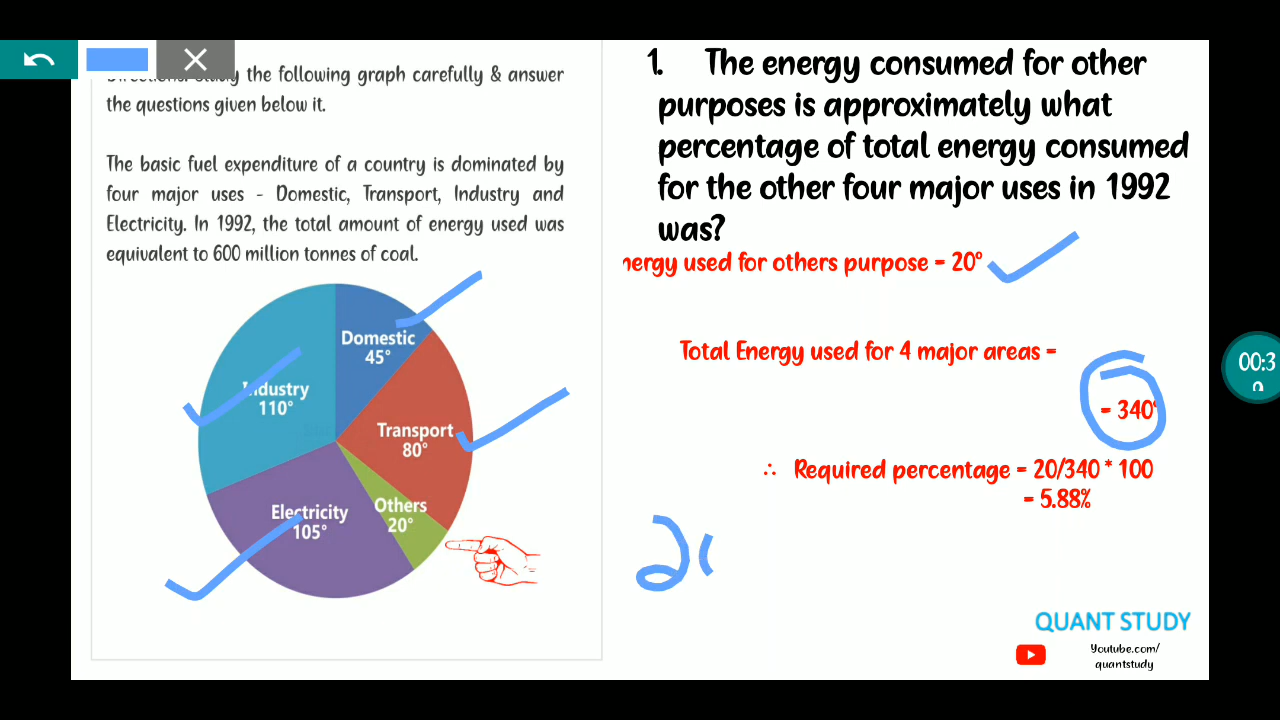 the following graph carefully & answer
the questions given below it.
The basic fuel expenditure of a country is dominated by
four major uses - Domestic, Transport, Industry and
Electricity. In 1992, the total amount of energy used was
equivalent to 600 million tonnes of coal.
Domestic
45°
Industry
110°
Transport
80°
Others
20°
Electricity
105°
1. The energy consumed for other
purposes is approximately what
percentage of total energy consumed
for the other four major uses in 1992
was?
used for others purpose = 20°
Total Energy used for 4 major areas =
= 340°
∴ Required percentage = 20/340 * 100
= 5.88%
00:3
QUANT STUDY
Youtube.com/
quantstudy